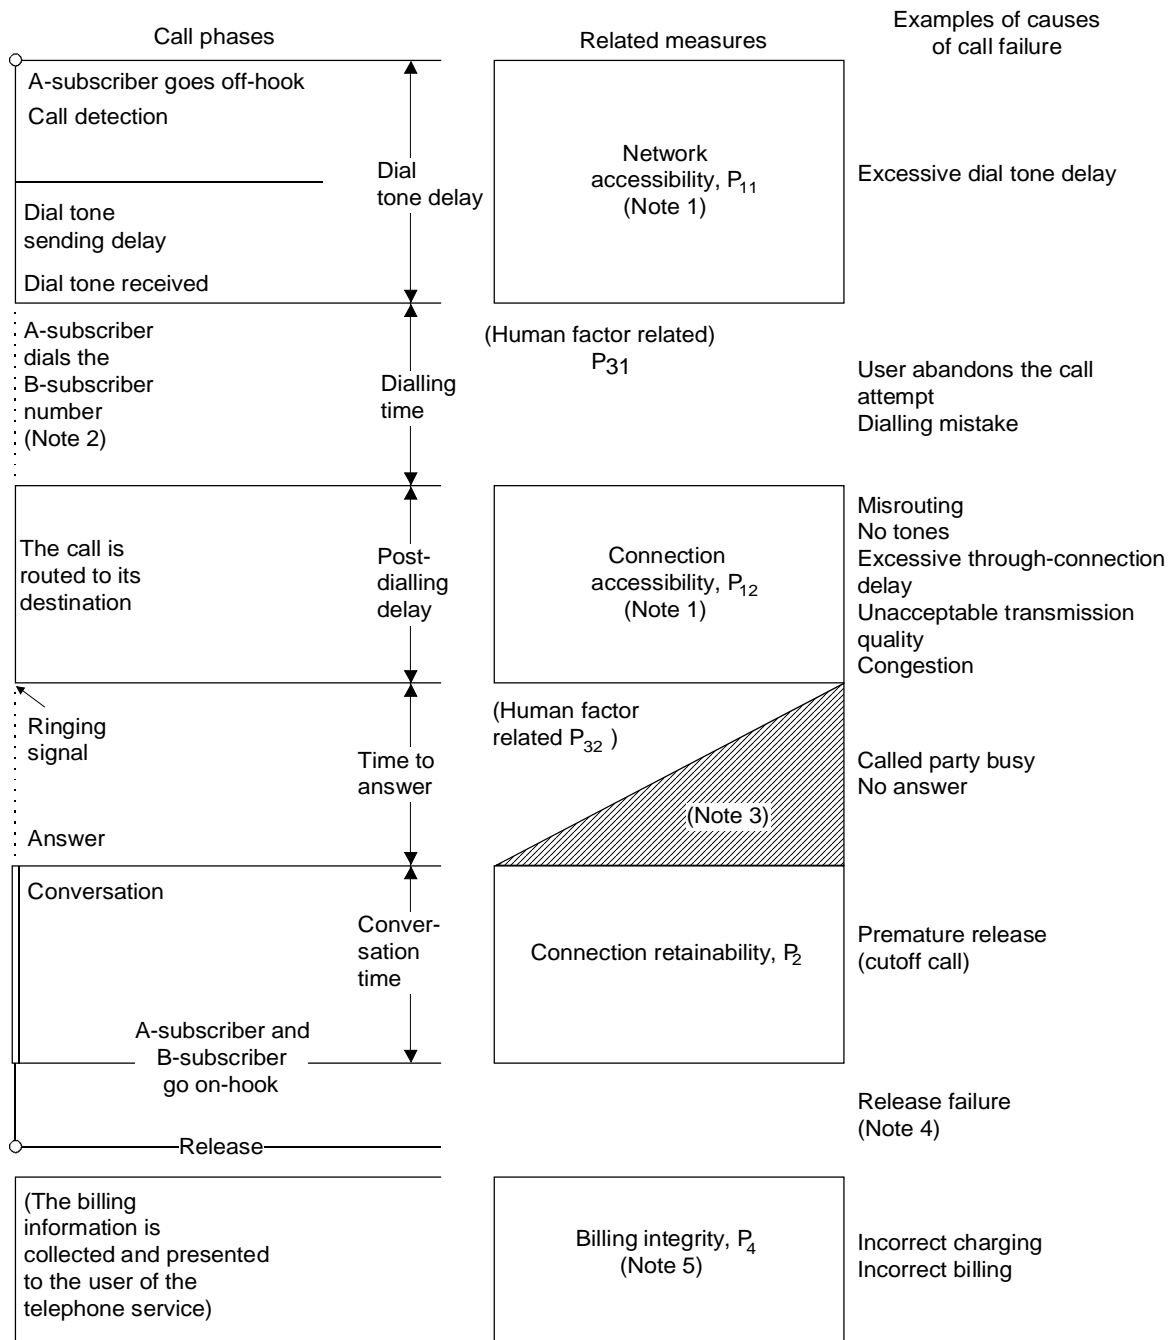 Call phases
Related measures
Examples of causes
of call failure
A-subscriber goes off-hook
Call detection
Dial
tone delay
Network
accessibility, P11
(Note 1)
Excessive dial tone delay
Dial tone
sending delay
Dial tone received
A-subscriber
dials the
B-subscriber
number
(Note 2)
Dialling
time
(Human factor related)
P31
User abandons the call
attempt
Dialling mistake
The call is
routed to its
destination
Post-
dialling
delay
Connection
accessibility, P12
(Note 1)
Misrouting
No tones
Excessive through-connection
delay
Unacceptable transmission
quality
Congestion
Ringing
signal
Time to
answer
(Human factor
related P32 )
(Note 3)
Called party busy
No answer
Answer
Conversation
Conver-
sation
time
Connection retainability, P2
Premature release
(cutoff call)
A-subscriber and
B-subscriber
go on-hook
Release failure
(Note 4)
Release
(The billing
information is
collected and presented
to the user of the
telephone service)
Billing integrity, P4
(Note 5)
Incorrect charging
Incorrect billing